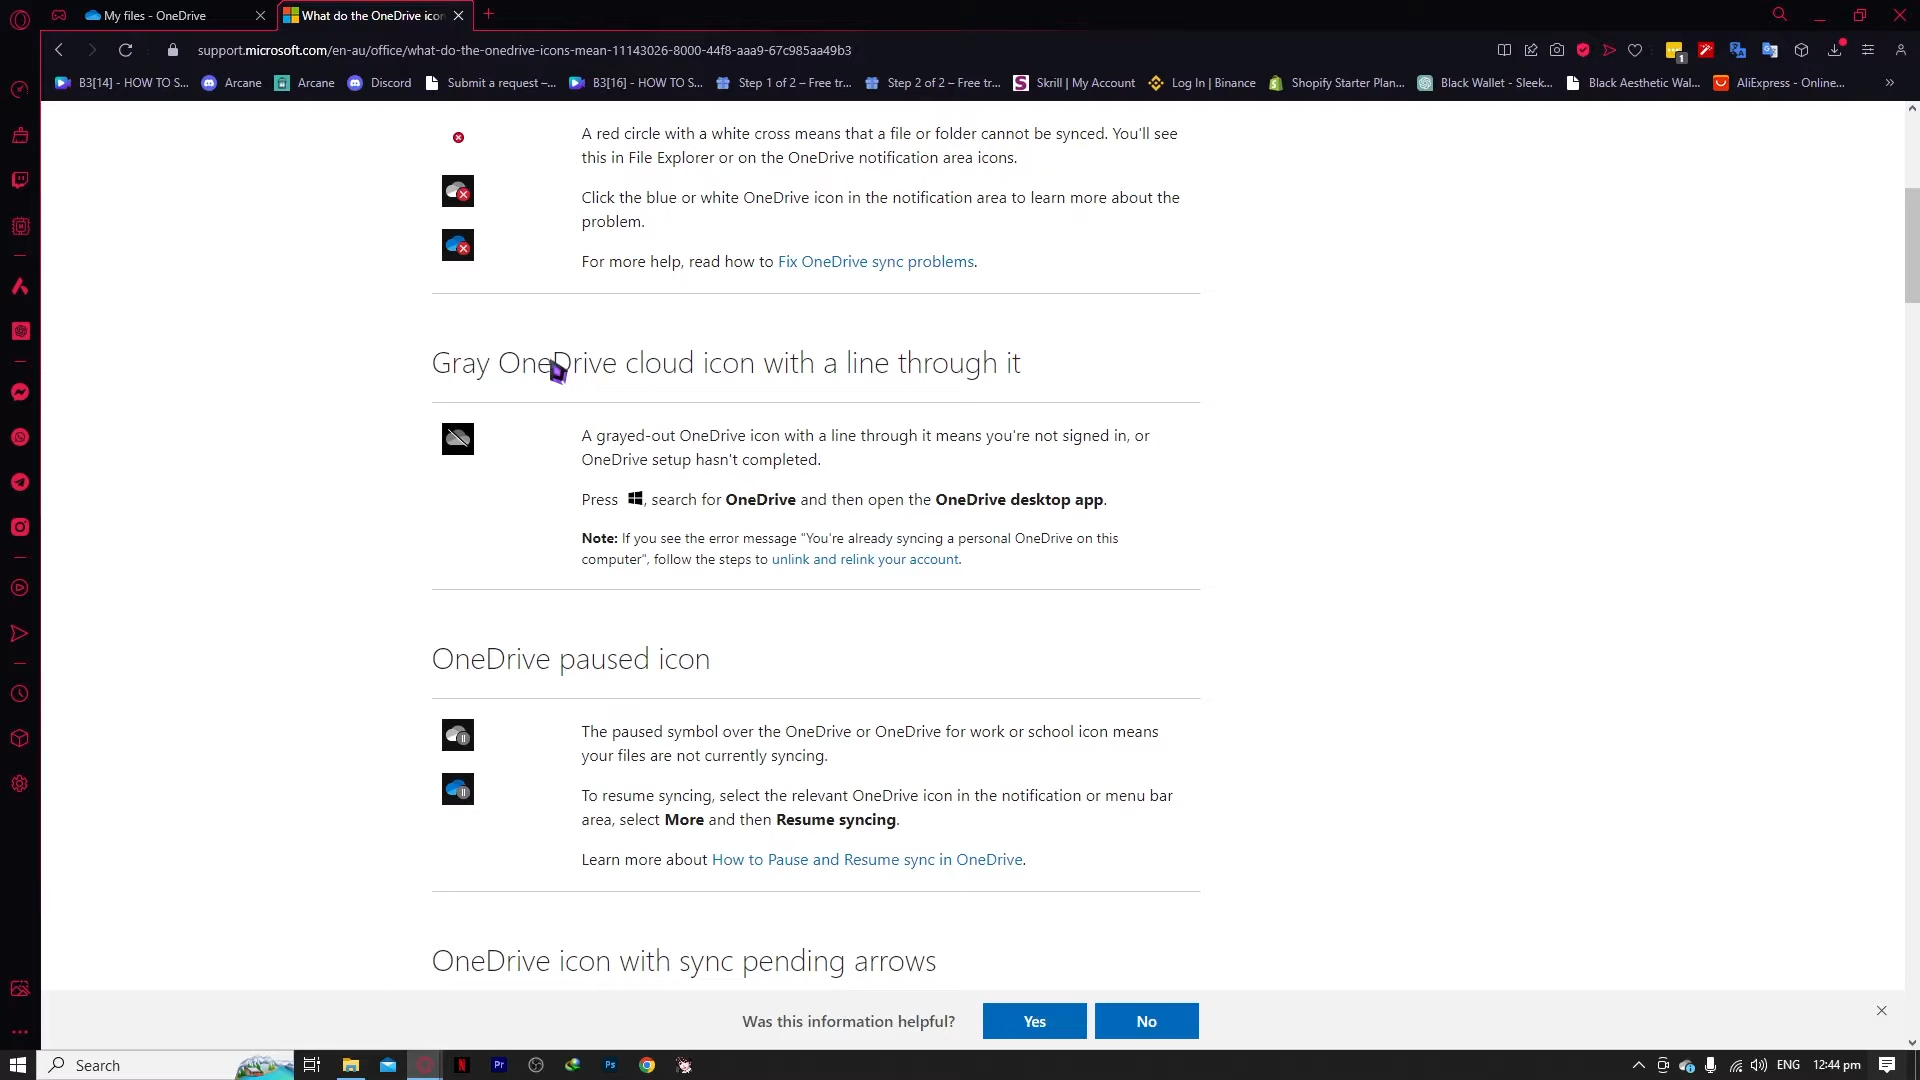 My files - OneDrive
What do the OneDrive icon
support.microsoft.com/en-au/office/what-do-the-onedrive-icons-mean-11143026-8000-44f8-aaa9-67c985aa49b3
1
B3[14] - HOW TO S...
Arcane
Arcane
Discord
Submit a request –...
B3[16] - HOW TO S...
Step 1 of 2 – Free tr...
Step 2 of 2 – Free tr...
Skrill | My Account
Log In | Binance
Shopify Starter Plan...
Black Wallet - Sleek...
Black Aesthetic Wal...
AliExpress - Online...
A red circle with a white cross means that a file or folder cannot be synced. You'll see
this in File Explorer or on the OneDrive notification area icons.
Click the blue or white OneDrive icon in the notification area to learn more about the
problem.
For more help, read how to Fix OneDrive sync problems.
Gray OneDrive cloud icon with a line through it
A grayed-out OneDrive icon with a line through it means you're not signed in, or
OneDrive setup hasn't completed.
Press , search for OneDrive and then open the OneDrive desktop app.
Note: If you see the error message "You're already syncing a personal OneDrive on this
computer", follow the steps to unlink and relink your account.
OneDrive paused icon
The paused symbol over the OneDrive or OneDrive for work or school icon means
your files are not currently syncing.
To resume syncing, select the relevant OneDrive icon in the notification or menu bar
area, select More and then Resume syncing.
Learn more about How to Pause and Resume sync in OneDrive.
OneDrive icon with sync pending arrows
Was this information helpful?
Yes
No
Search
Pr
Ps
ENG
12:44 pm